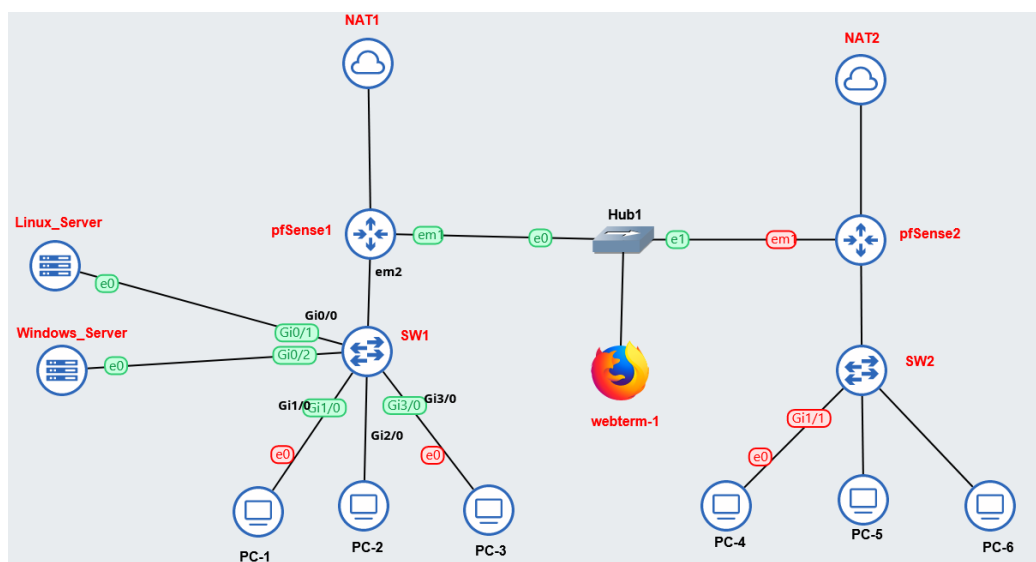 NAT1
NAT2
Linux_Server
pfSense1
em1
e0
Hub1
e1
em1
pfSense2
em2
e0
Gi0/0
Gi0/1
Windows_Server
e0
Gi0/2
SW1
SW2
Gi1/0
Gi1/0
Gi3/0
Gi3/0
webterm-1
Gi1/1
Gi2/0
e0
e0
e0
PC-1
PC-2
PC-3
PC-4
PC-5
PC-6